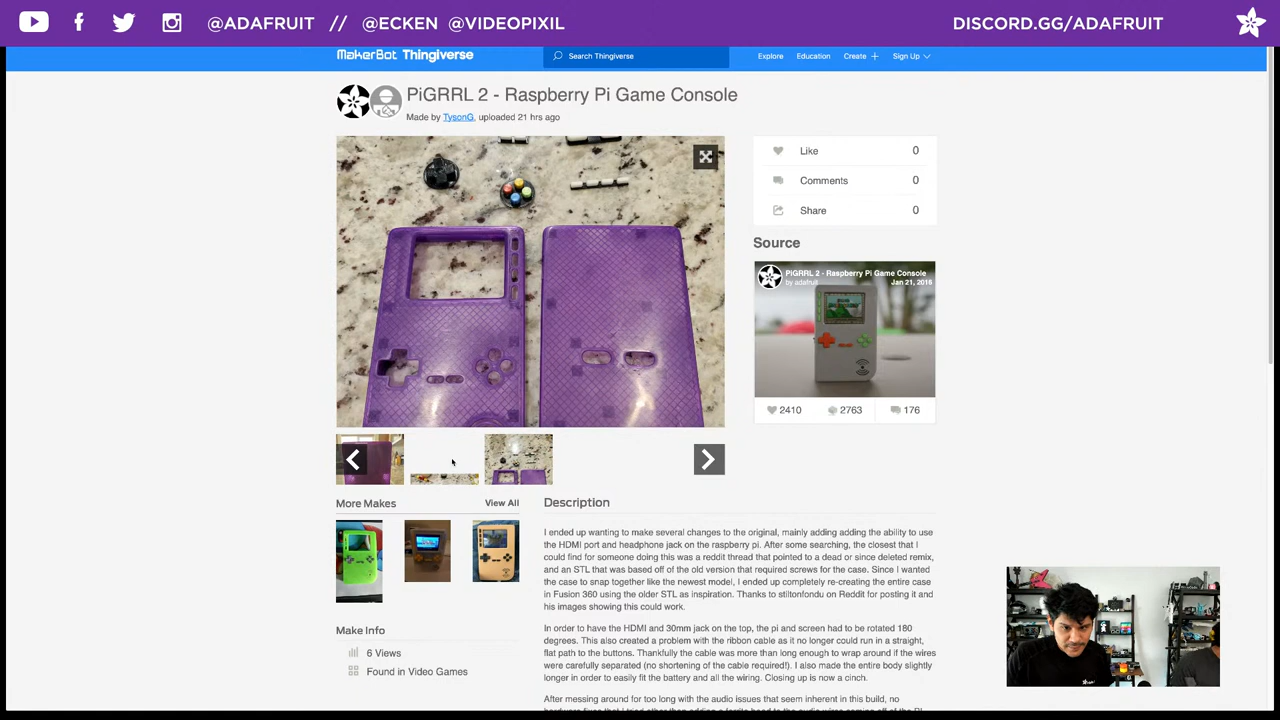 @ADAFRUIT // @ECKEN @VIDEOPIXIL
DISCORD.GG/ADAFRUIT
MakerBot Thingiverse
Search Thingiverse
Explore
Education
Create +
Sign Up
PiGRRL 2 - Raspberry Pi Game Console
Made by TysonG, uploaded 21 hrs ago
Like 0
Comments 0
Share 0
Source
PiGRRL 2 - Raspberry Pi Game Console
by adafruit Jan 21, 2016
2410 2763 176
More Makes View All
Make Info
6 Views
Found in Video Games
Description
I ended up wanting to make several changes to the original, mainly adding adding the ability to use
the HDMI port and headphone jack on the raspberry pi. After some searching, the closest that I
could find for someone doing this was a reddit thread that pointed to a dead or since deleted remix,
and an STL that was based off of the old version that required screws for the case. Since I wanted
the case to snap together like the newest model, I ended up completely re-creating the entire case
in Fusion 360 using the older STL as inspiration. Thanks to stiltonfondu on Reddit for posting it and
his images showing this could work.
In order to have the HDMI and 30mm jack on the top, the pi and screen had to be rotated 180
degrees. This also created a problem with the ribbon cable as it no longer could run in a straight,
flat path to the buttons. Thankfully the cable was more than long enough to wrap around if the wires
were carefully separated (no shortening of the cable required!). I also made the entire body slightly
longer in order to easily fit the battery and all the wiring. Closing up is now a cinch.
After messing around for too long with the audio issues that seem inherent in this build, no